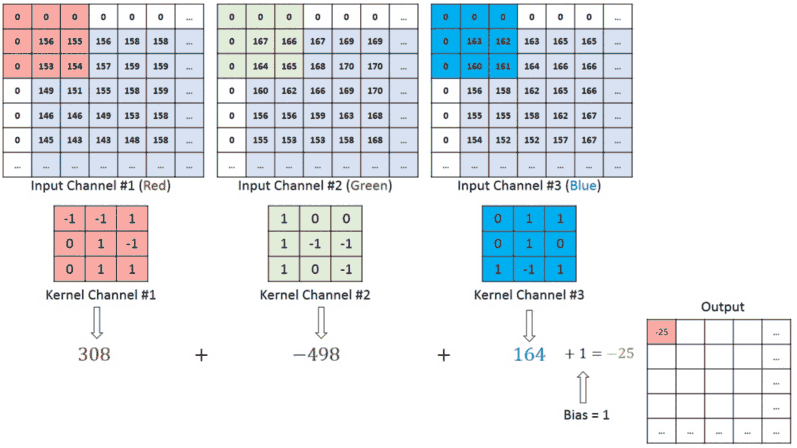 0 0 0 0 0 0 ... 0 0 0 0 0 0 ... 0 0 0 0 0 0 ...
0 156 155 156 158 158 ... 0 167 166 167 169 169 ... 0 163 162 163 165 165 ...
0 153 154 157 159 159 ... 0 164 165 168 170 170 ... 0 160 161 164 166 166 ...
0 149 151 155 158 159 ... 0 160 162 166 169 170 ... 0 156 158 162 165 166 ...
0 146 146 149 153 158 ... 0 156 156 159 163 168 ... 0 155 155 158 162 167 ...
0 145 143 143 148 158 ... 0 155 153 153 158 168 ... 0 154 152 152 157 167 ...
... ... ... ... ... ... ... ... ... ... ... ... ... ... ... ... ... ... ... ... ...
Input Channel #1 (Red) Input Channel #2 (Green) Input Channel #3 (Blue)
-1 -1 1 1 0 0 0 1 1
0 1 -1 1 -1 -1 0 1 0
0 1 1 1 0 -1 1 -1 1
Kernel Channel #1 Kernel Channel #2 Kernel Channel #3
Output
308 + −498 + 164 + 1 = −25
Bias = 1
-25 ...
...
...
...
... ... ... ... ...